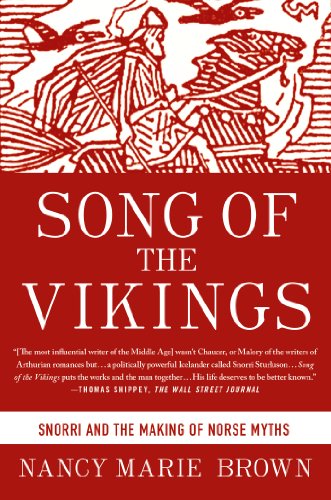 SONG OF
THE
VIKINGS
“[The most influential writer of the Middle Age] wasn’t Chaucer, or Malory of the writers of
Arthurian romances but…a politically powerful Icelander called Snorri Sturluson…Song
of the Vikings puts the works and the man together…His life deserves to be better known.”
—THOMAS SHIPPEY, THE WALL STREET JOURNAL
SNORRI AND THE MAKING OF NORSE MYTHS
NANCY MARIE BROWN